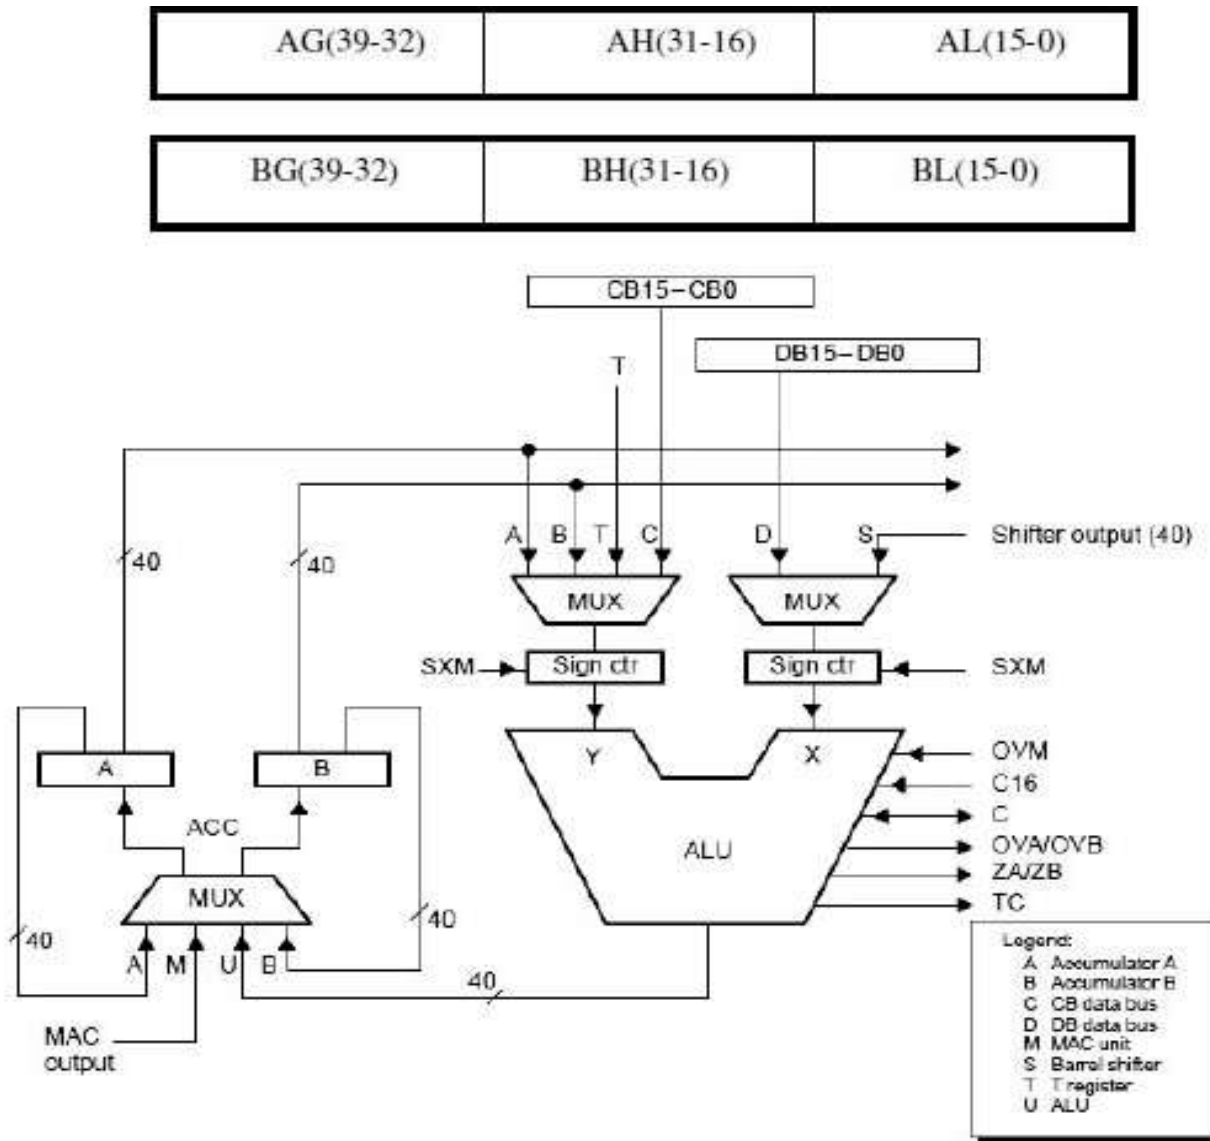 AG(39-32) AH(31-16) AL(15-0)
BG(39-32) BH(31-16) BL(15-0)
CB15–CB0
DB15–DB0
T
A B T C D S Shifter output (40)
40 40
MUX MUX
SXM Sign ctr Sign ctr SXM
Y X OVM
A B
C16
C
ACC
ALU OVA/OVB
ZA/ZB
MUX
TC
40 40
A M U B
40
MAC
output
Legend:
A Accumulator A
B Accumulator B
C CB data bus
D DB data bus
M MAC unit
S Barrel shifter
T T register
U ALU